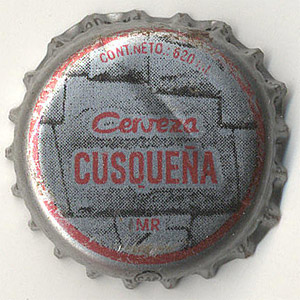 CONT. NETO.: 620
Cerveza
CUSQUEÑA
MR